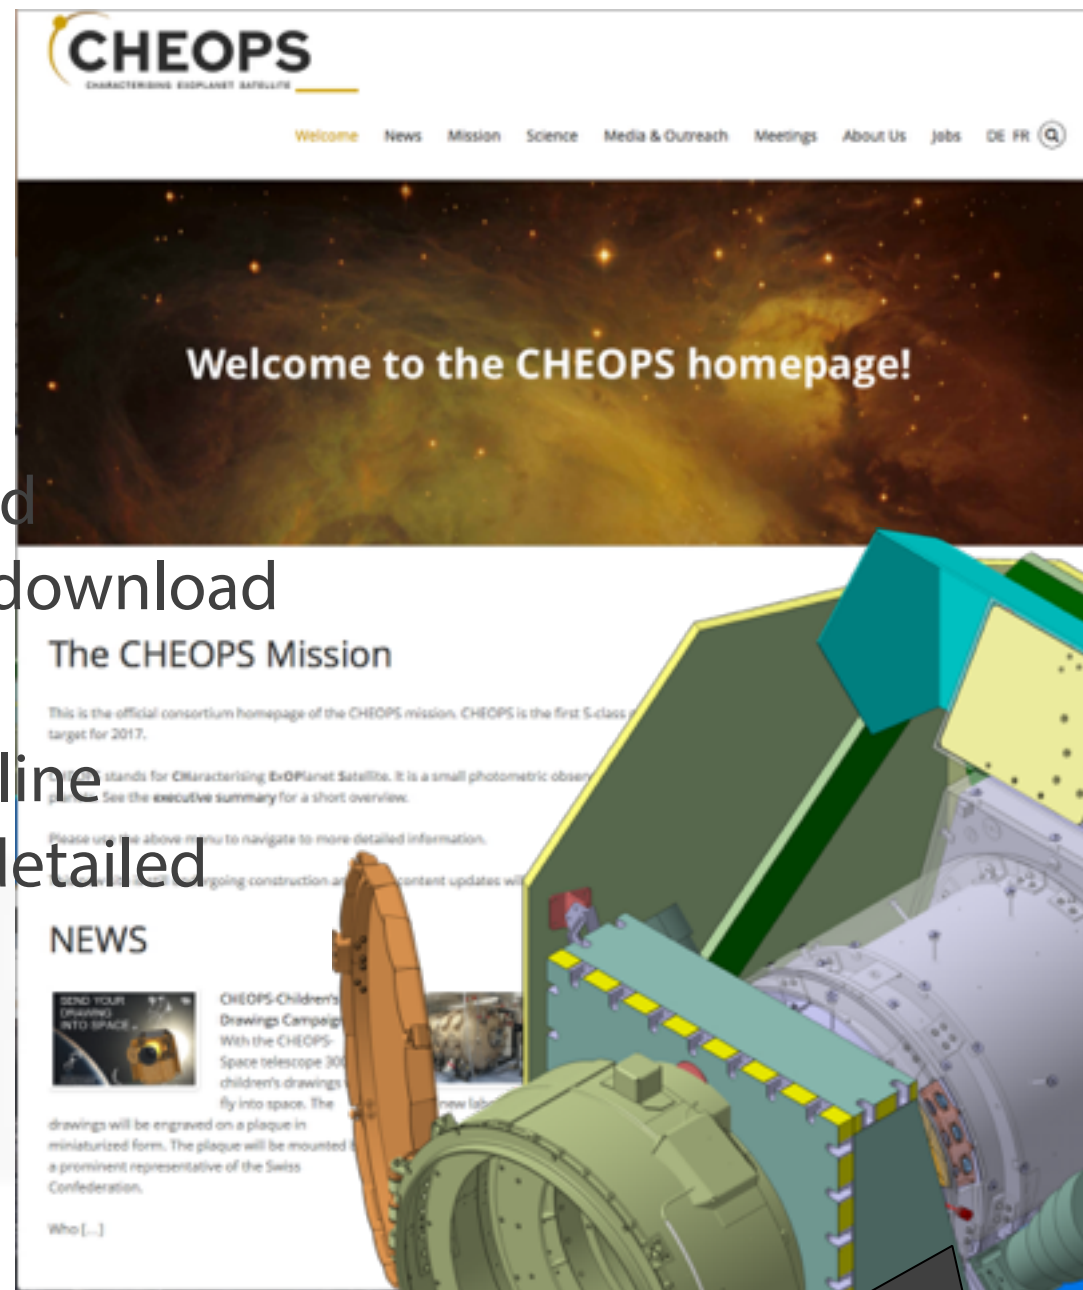 CHEOPS
CHARACTERISING EXOPLANET SATELLITE
Welcome News Mission Science Media & Outreach Meetings About Us Jobs DE FR
Welcome to the CHEOPS homepage!
d
download
The CHEOPS Mission
This is the official consortium homepage of the CHEOPS mission. CHEOPS is the first S-class
target for 2017.
line
stands for CHaracterising ExOPlanet Satellite. It is a small photometric obser
See the executive summary for a short overview.
Please use the above menu to navigate to more detailed information.
detailed
going construction an content updates wi
NEWS
SEND YOUR
DRAWING
INTO SPACE
CHEOPS-Children's
Drawings Campaig
With the CHEOPS-
Space telescope 300
children's drawings
fly into space. The
drawings will be engraved on a plaque in
miniaturized form. The plaque will be mounted
a prominent representative of the Swiss
Confederation.
Who [...]
new lab